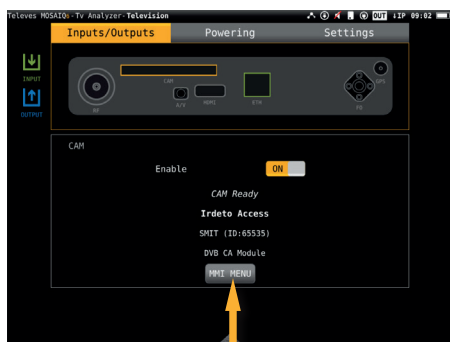 Televes MOSAIQ6-Tv Analyzer-Television OUT IP 09:02
Inputs/Outputs Powering Settings
INPUT
OUTPUT
RF
CAM
A/V
HDMI
ETH
FO
GPS
CAM
Enable ON
CAM Ready
Irdeto Access
SMIT (ID:65535)
DVB CA Module
MMI MENU